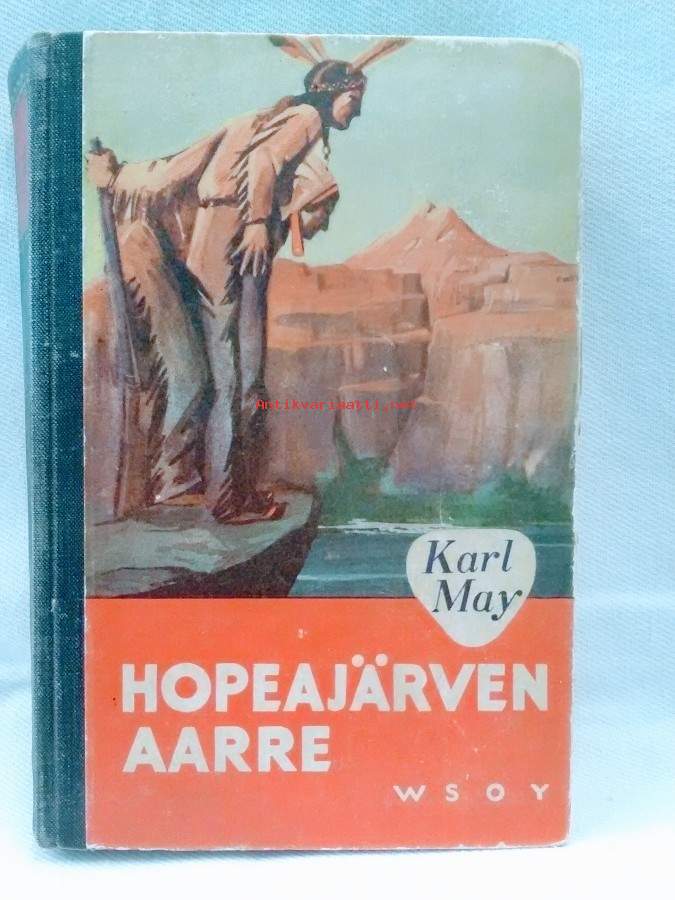 Antikvariaatti.net
Karl
May
HOPEAJÄRVEN
AARRE
WSOY